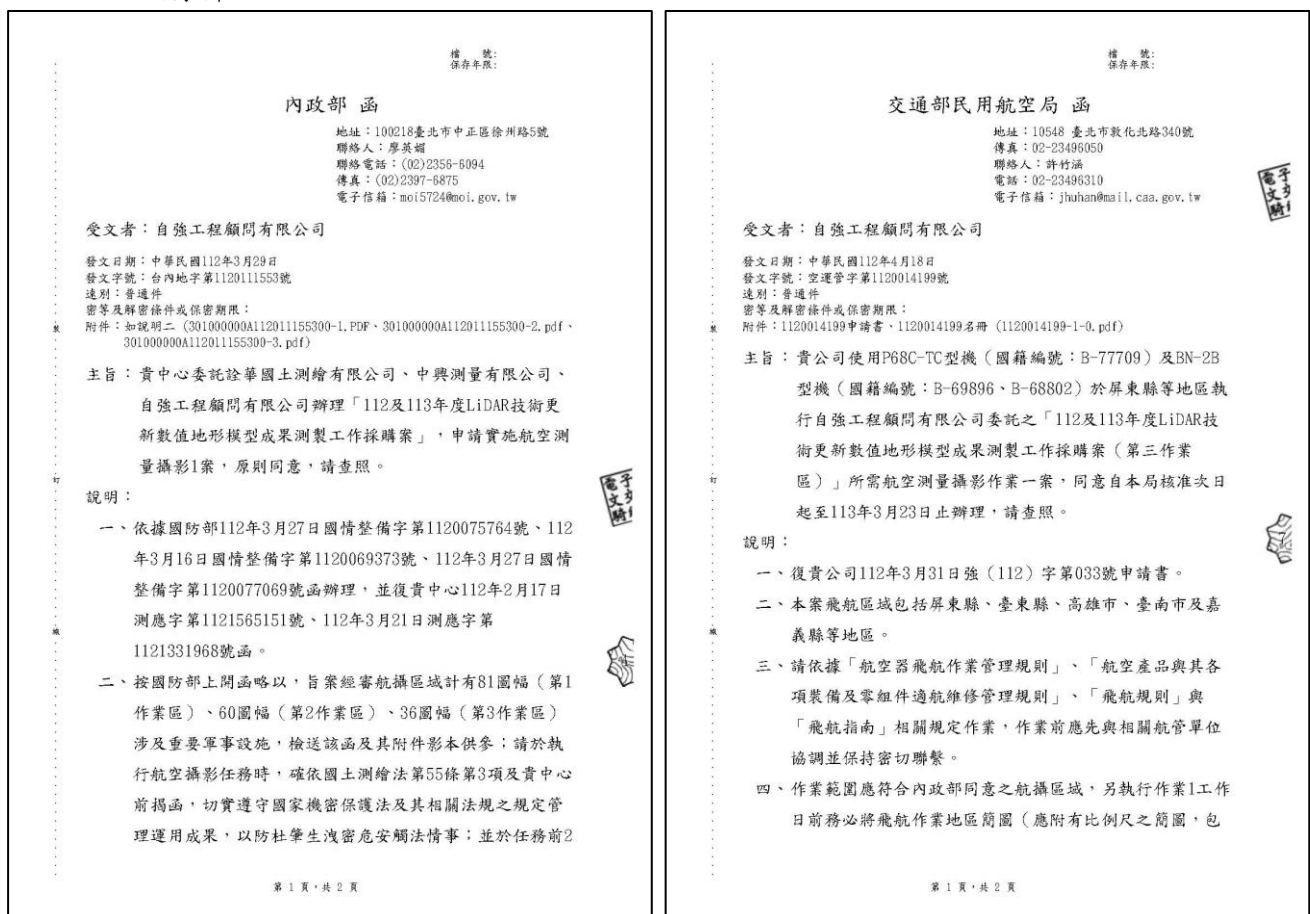 檔　　號:
保存年限:
內政部　函
地址：100218臺北市中正區徐州路5號
聯絡人：廖英媚
聯絡電話：(02)2356-6094
傳真：(02)2397-6875
電子信箱：moi5724@moi.gov.tw
受文者：自強工程顧問有限公司
發文日期：中華民國112年3月29日
發文字號：台內地字第1120111553號
速別：普通件
密等及解密條件或保密期限：
附件：如說明二（301000000A112011155300-1.PDF、301000000A112011155300-2.pdf、
301000000A112011155300-3.pdf）
主旨：貴中心委託詮華國土測繪有限公司、中興測量有限公司、
自強工程顧問有限公司辦理「112及113年度LiDAR技術更
新數值地形模型成果測製工作採購案」，申請實施航空測
量攝影1案，原則同意，請查照。
說明：
一、依據國防部112年3月27日國情整備字第1120075764號、112
年3月16日國情整備字第1120069373號、112年3月27日國情
整備字第1120077069號函辦理，並復貴中心112年2月17日
測應字第1121565151號、112年3月21日測應字第
1121331968號函。
二、按國防部上開函略以，旨案經審航攝區域計有81圖幅（第1
作業區）、60圖幅（第2作業區）、36圖幅（第3作業區）
涉及重要軍事設施，檢送該函及其附件影本供參；請於執
行航空攝影任務時，確依國土測繪法第55條第3項及貴中心
前揭函，切實遵守國家機密保護法及其相關法規之規定管
理運用成果，以防杜肇生洩密危安觸法情事；並於任務前2
裝
訂
線
第 1 頁，共 2 頁
檔　　號:
保存年限:
交通部民用航空局　函
地址：10548 臺北市敦化北路340號
傳真：02-23496050
聯絡人：許竹涵
電話：02-23496310
電子信箱：jhuhan@mail.caa.gov.tw
受文者：自強工程顧問有限公司
發文日期：中華民國112年4月18日
發文字號：空運管字第1120014199號
速別：普通件
密等及解密條件或保密期限：
附件：1120014199申請書、1120014199名冊（1120014199-1-0.pdf）
主旨：貴公司使用P68C-TC型機（國籍編號：B-77709）及BN-2B
型機（國籍編號：B-69896、B-68802）於屏東縣等地區執
行自強工程顧問有限公司委託之「112及113年度LiDAR技
術更新數值地形模型成果測製工作採購案（第三作業
區）」所需航空測量攝影作業一案，同意自本局核准次日
起至113年3月23日止辦理，請查照。
說明：
一、復貴公司112年3月31日強（112）字第033號申請書。
二、本案飛航區域包括屏東縣、臺東縣、高雄市、臺南市及嘉
義縣等地區。
三、請依據「航空器飛航作業管理規則」、「航空產品與其各
項裝備及零組件適航維修管理規則」、「飛航規則」與
「飛航指南」相關規定作業，作業前應先與相關航管單位
協調並保持密切聯繫。
四、作業範圍應符合內政部同意之航攝區域，另執行作業1工作
日前務必將飛航作業地區簡圖（應附有比例尺之簡圖，包
裝
訂
線
第 1 頁，共 2 頁